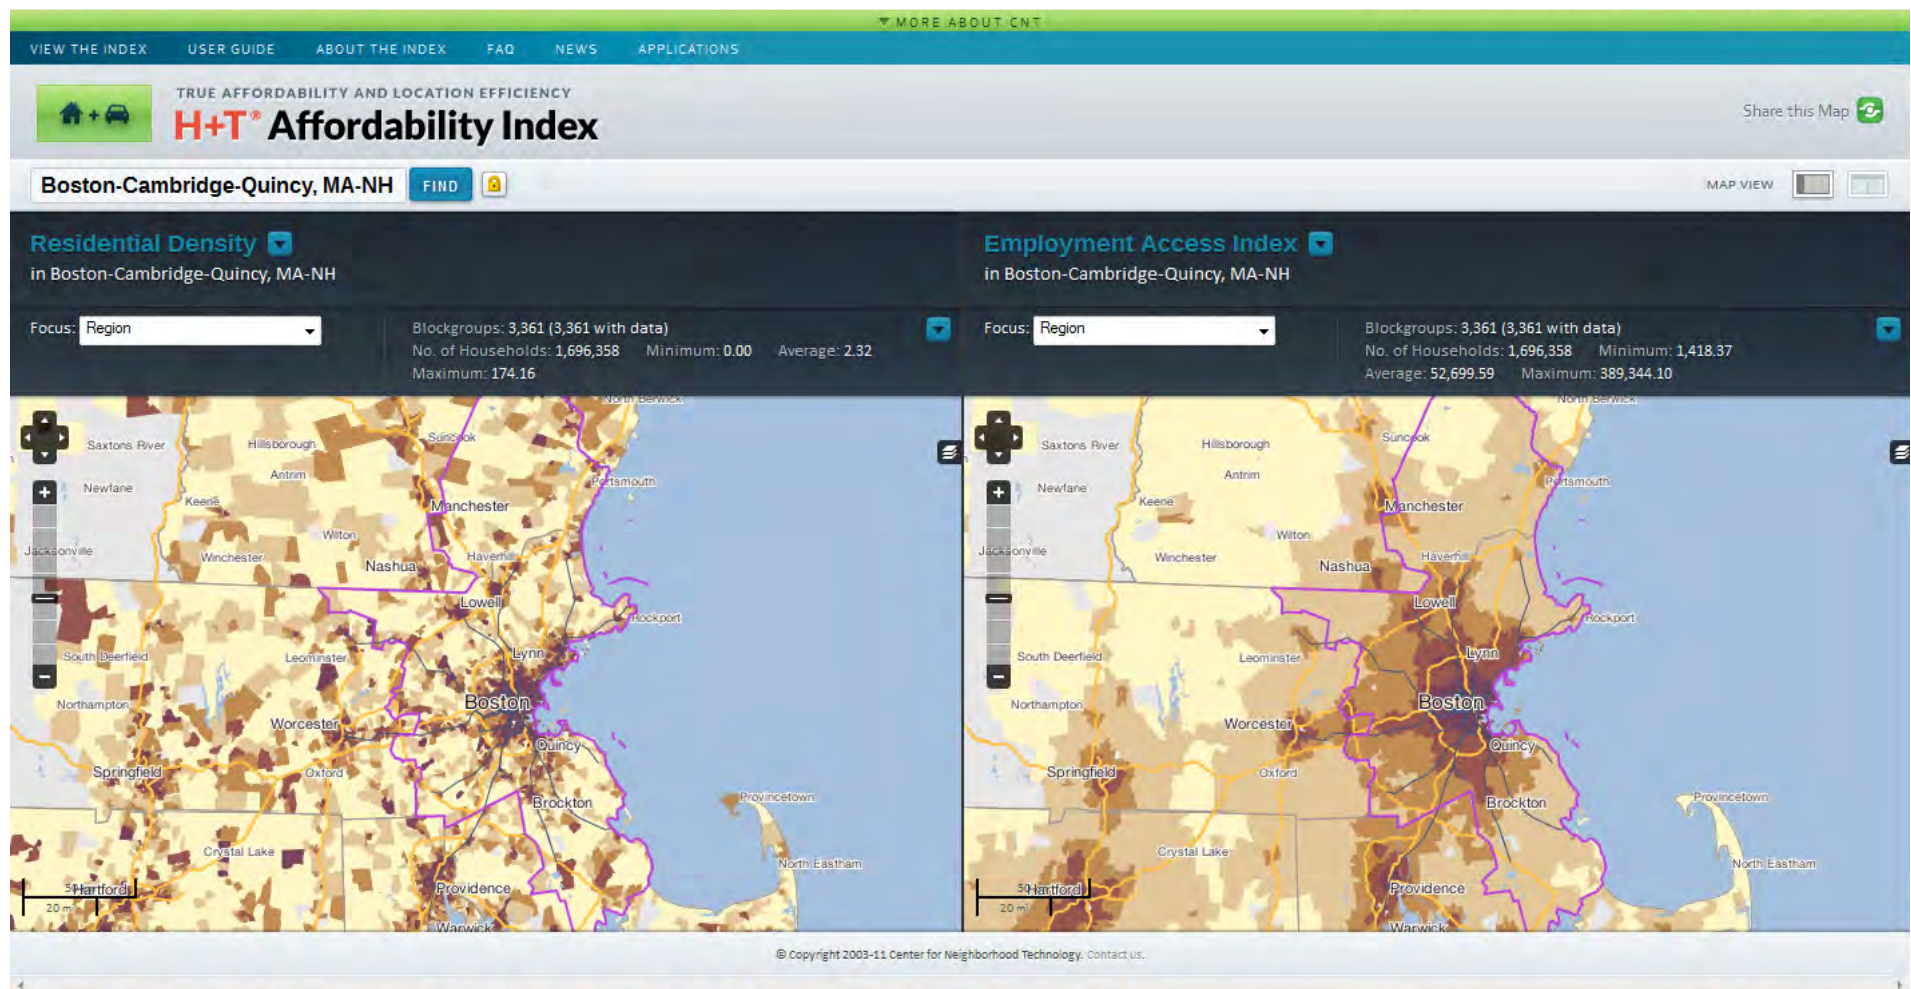 MORE ABOUT CNT
VIEW THE INDEX USER GUIDE ABOUT THE INDEX FAQ NEWS APPLICATIONS
TRUE AFFORDABILITY AND LOCATION EFFICIENCY
H+T® Affordability Index
Share this Map
Boston-Cambridge-Quincy, MA-NH FIND
MAP VIEW
Residential Density
in Boston-Cambridge-Quincy, MA-NH
Focus: Region
Blockgroups: 3,361 (3,361 with data)
No. of Households: 1,696,358 Minimum: 0.00 Average: 2.32
Maximum: 174.16
Employment Access Index
in Boston-Cambridge-Quincy, MA-NH
Focus: Region
Blockgroups: 3,361 (3,361 with data)
No. of Households: 1,696,358 Minimum: 1,418.37
Average: 52,699.59 Maximum: 389,344.10
North Berwick
Saxtons River
Hillsborough
Suncook
Antrim
Newfane
Keene
Portsmouth
Manchester
Wilton
Jacksonville
Winchester
Haverhill
Nashua
Lowell
Rockport
South Deerfield
Leominster
Lynn
Northampton
Boston
Worcester
Quincy
Springfield
Oxford
Provincetown
Brockton
Crystal Lake
North Eastham
Hartford
Providence
20 mi
Warwick
North Berwick
Saxtons River
Hillsborough
Suncook
Antrim
Newfane
Keene
Portsmouth
Manchester
Wilton
Jacksonville
Winchester
Haverhill
Nashua
Lowell
Rockport
South Deerfield
Leominster
Lynn
Northampton
Boston
Worcester
Quincy
Springfield
Oxford
Provincetown
Brockton
Crystal Lake
North Eastham
Hartford
Providence
20 mi
Warwick
© Copyright 2003-11 Center for Neighborhood Technology. Contact us.